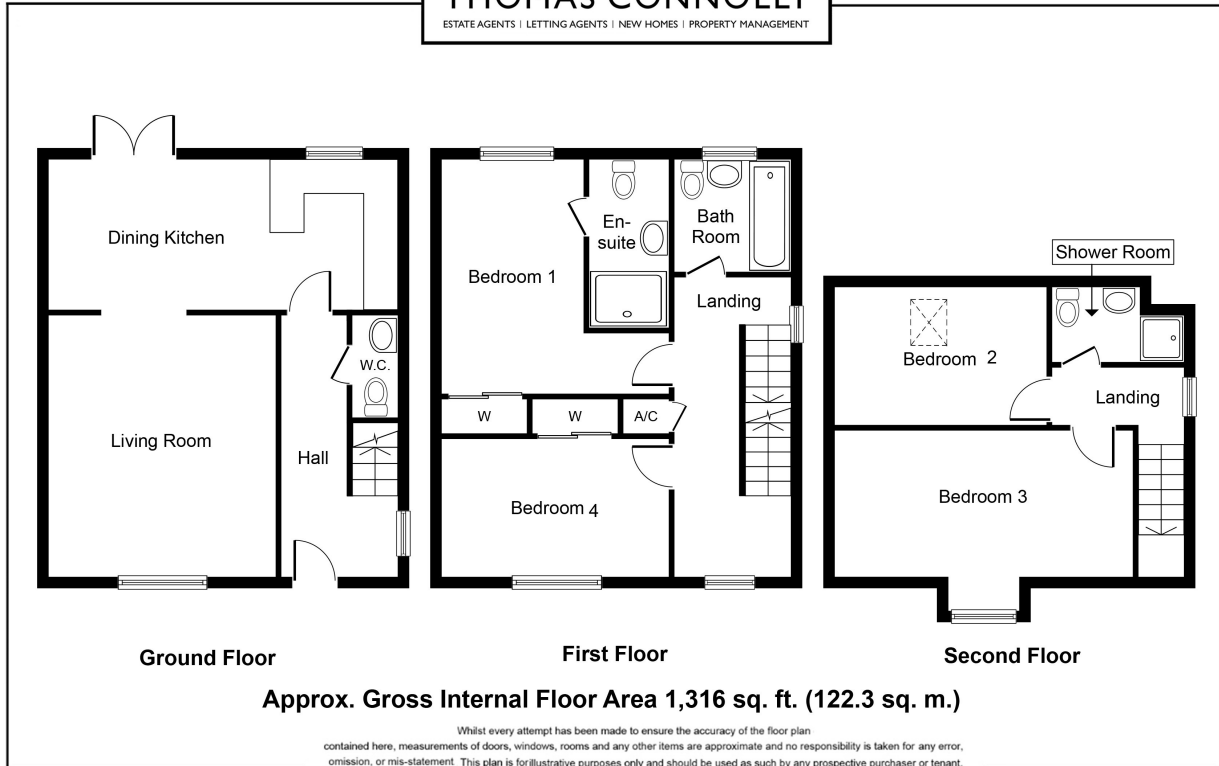 THOMAS CONNOLLY
ESTATE AGENTS | LETTING AGENTS | NEW HOMES | PROPERTY MANAGEMENT
Dining Kitchen
W.C.
Living Room
Hall
Ground Floor
En-
suite
Bath
Room
Bedroom 1
Landing
W
W
A/C
Bedroom 4
First Floor
Shower Room
Bedroom 2
Landing
Bedroom 3
Second Floor
Approx. Gross Internal Floor Area 1,316 sq. ft. (122.3 sq. m.)
Whilst every attempt has been made to ensure the accuracy of the floor plan
contained here, measurements of doors, windows, rooms and any other items are approximate and no responsibility is taken for any error,
omission, or mis-statement. This plan is forillustrative purposes only and should be used as such by any prospective purchaser or tenant.